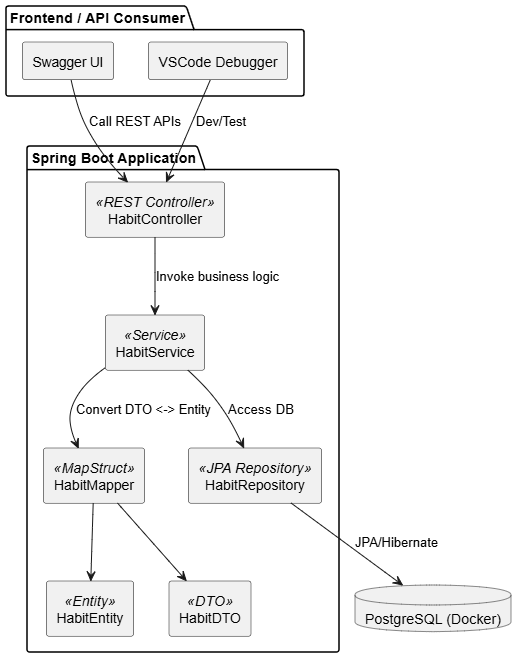 Frontend / API Consumer
Swagger UI
VSCode Debugger
Call REST APIs
Dev/Test
Spring Boot Application
«REST Controller»
HabitController
Invoke business logic
«Service»
HabitService
Convert DTO <-> Entity
Access DB
«MapStruct»
HabitMapper
«JPA Repository»
HabitRepository
JPA/Hibernate
«Entity»
HabitEntity
«DTO»
HabitDTO
PostgreSQL (Docker)